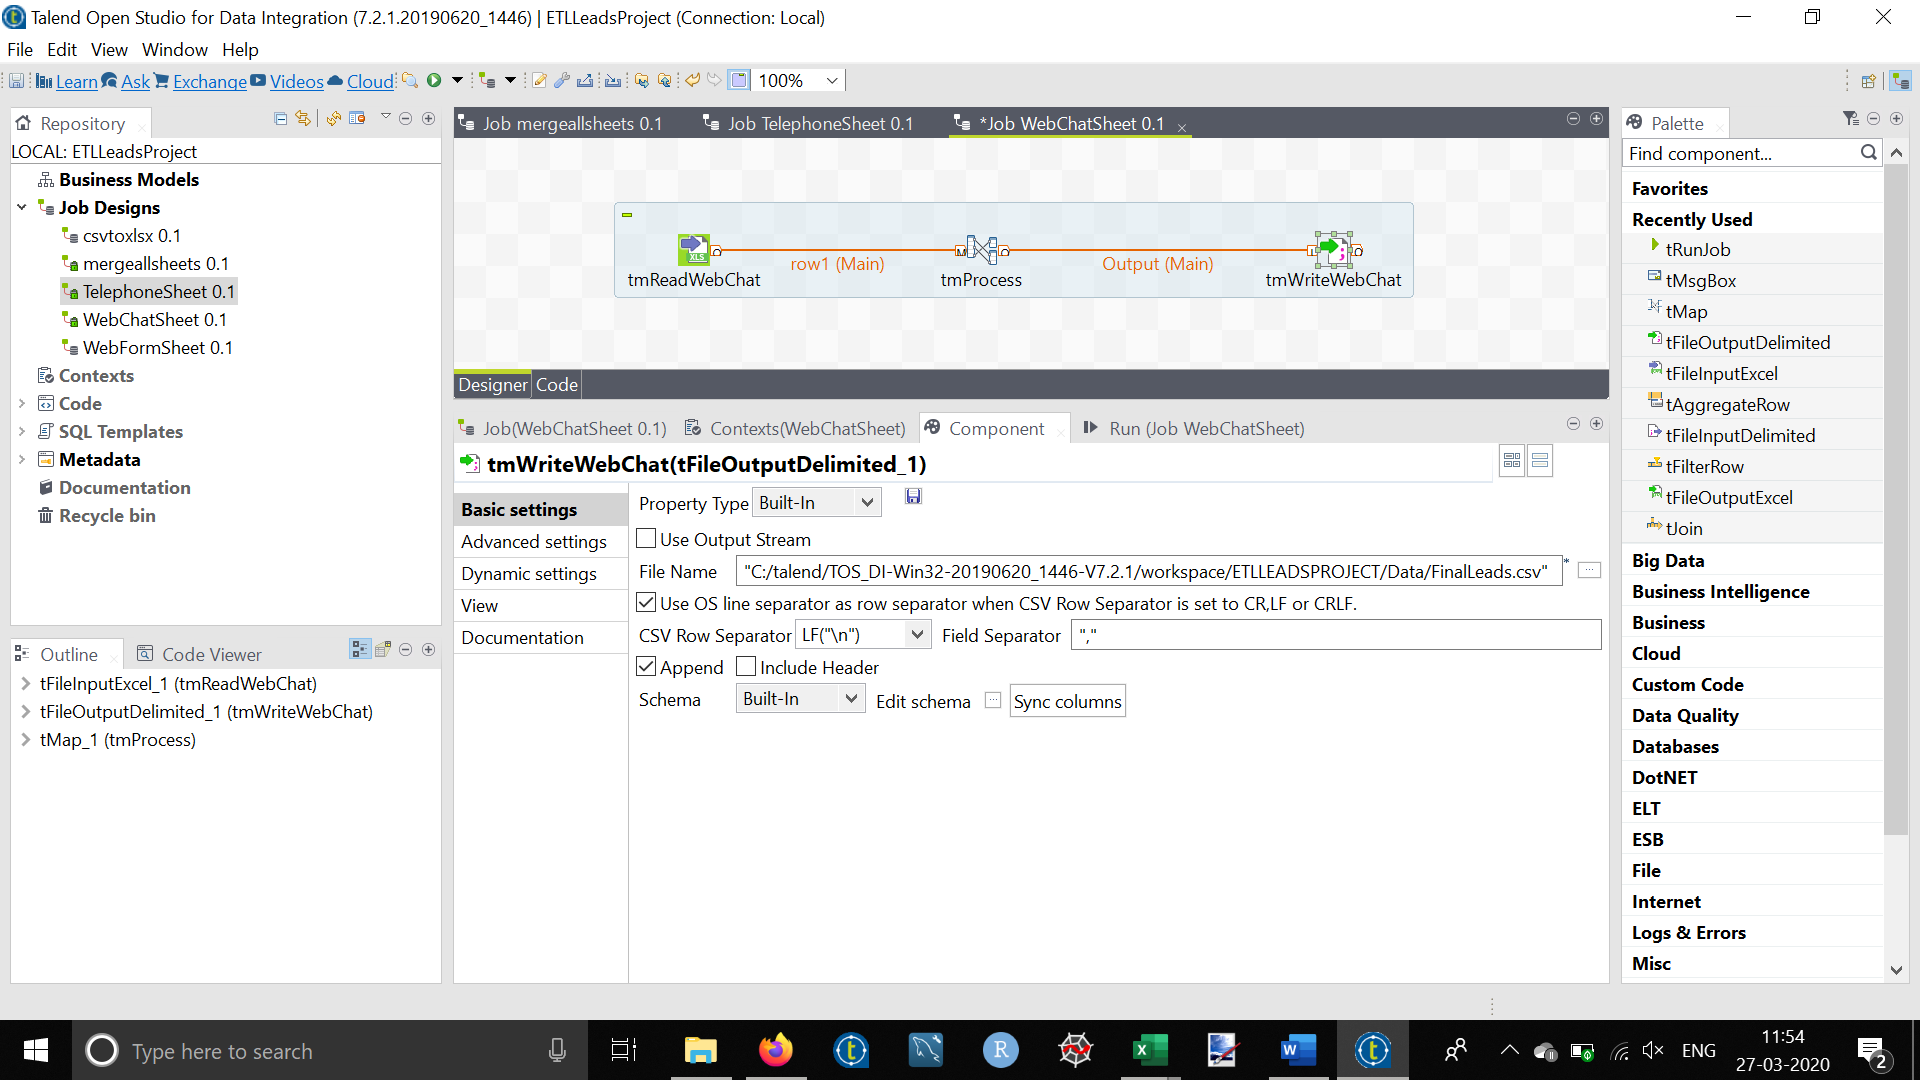 Talend Open Studio for Data Integration (7.2.1.20190620_1446) | ETLLeadsProject (Connection: Local)
File Edit View Window Help
Learn Ask Exchange Videos Cloud 100%
Repository
LOCAL: ETLLeadsProject
Business Models
Job Designs
csvtoxlsx 0.1
mergeallsheets 0.1
TelephoneSheet 0.1
WebChatSheet 0.1
WebFormSheet 0.1
Contexts
Code
SQL Templates
Metadata
Documentation
Recycle bin
Outline Code Viewer
tFileInputExcel_1 (tmReadWebChat)
tFileOutputDelimited_1 (tmWriteWebChat)
tMap_1 (tmProcess)
Job mergeallsheets 0.1 Job TelephoneSheet 0.1 *Job WebChatSheet 0.1
row1 (Main) Output (Main)
tmReadWebChat tmProcess tmWriteWebChat
Designer Code
Job(WebChatSheet 0.1) Contexts(WebChatSheet) Component Run (Job WebChatSheet)
tmWriteWebChat(tFileOutputDelimited_1)
Basic settings
Advanced settings
Dynamic settings
View
Documentation
Property Type Built-In
Use Output Stream
File Name "C:/talend/TOS_DI-Win32-20190620_1446-V7.2.1/workspace/ETLLEADSPROJECT/Data/FinalLeads.csv" *
Use OS line separator as row separator when CSV Row Separator is set to CR,LF or CRLF.
CSV Row Separator LF("\n") Field Separator ","
Append Include Header
Schema Built-In Edit schema Sync columns
Palette
Find component...
Favorites
Recently Used
tRunJob
tMsgBox
tMap
tFileOutputDelimited
tFileInputExcel
tAggregateRow
tFileInputDelimited
tFilterRow
tFileOutputExcel
tJoin
Big Data
Business Intelligence
Business
Cloud
Custom Code
Data Quality
Databases
DotNET
ELT
ESB
File
Internet
Logs & Errors
Misc
Type here to search
ENG
11:54
27-03-2020
2